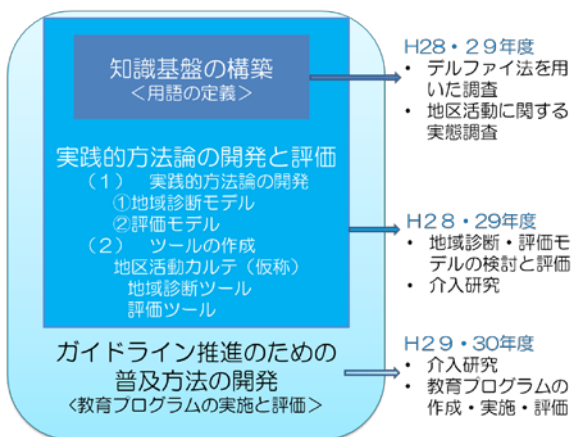 知識基盤の構築
＜用語の定義＞
実践的方法論の開発と評価
（１）　実践的方法論の開発
①地域診断モデル
②評価モデル
（２）　ツールの作成
地区活動カルテ（仮称）
地域診断ツール
評価ツール
ガイドライン推進のための
普及方法の開発
<教育プログラムの実施と評価>
H28・２9年度
• デルファイ法を用
いた調査
• 地区活動に関する
実態調査
H２8・29年度
• 地域診断・評価モ
デルの検討と評価
• 介入研究
H２９・30年度
• 介入研究
• 教育プログラムの
作成・実施・評価